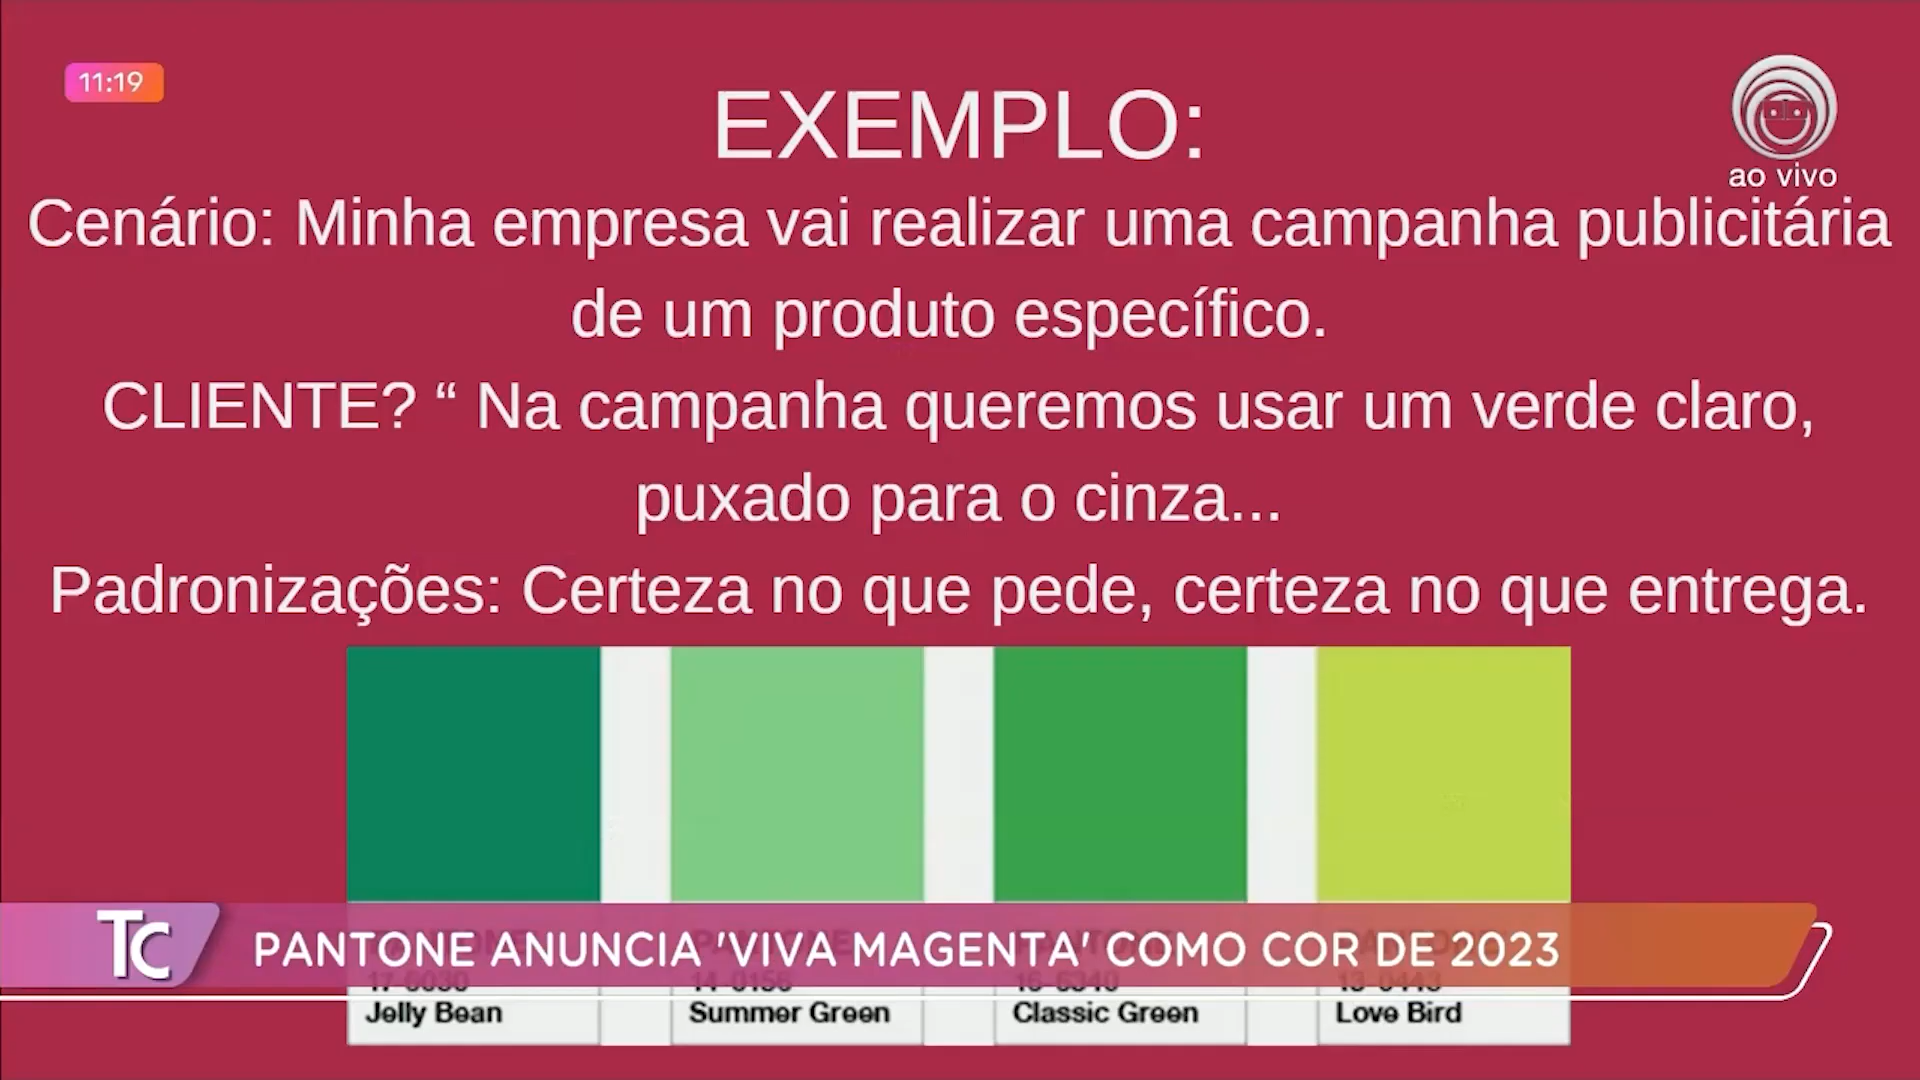 11:19
EXEMPLO:
ao vivo
Cenário: Minha empresa vai realizar uma campanha publicitária
de um produto específico.
CLIENTE? “ Na campanha queremos usar um verde claro,
puxado para o cinza...
Padronizações: Certeza no que pede, certeza no que entrega.
Tc
PANTONE ANUNCIA 'VIVA MAGENTA' COMO COR DE 2023
Jelly Bean
Summer Green
Classic Green
Love Bird